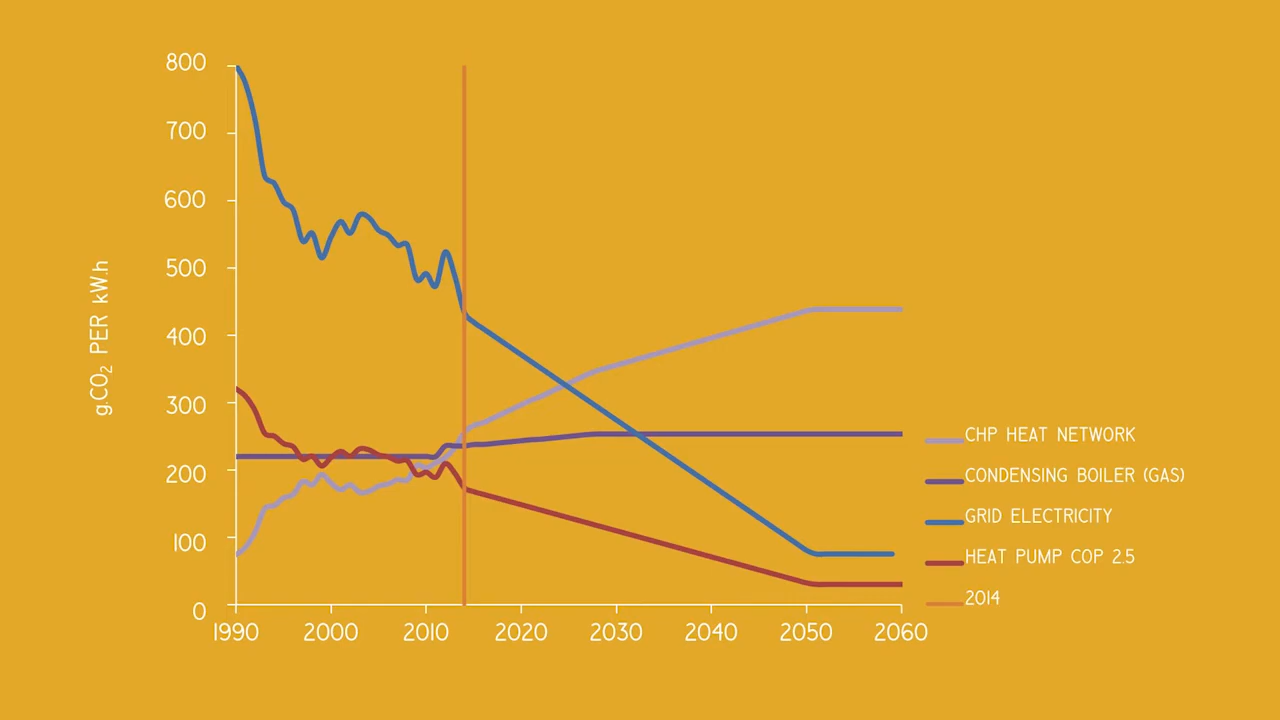 800
700
600
500
400
300
200
100
0
g.CO₂ PER kW.h
1990 2000 2010 2020 2030 2040 2050 2060
CHP HEAT NETWORK
CONDENSING BOILER (GAS)
GRID ELECTRICITY
HEAT PUMP COP 2.5
2014